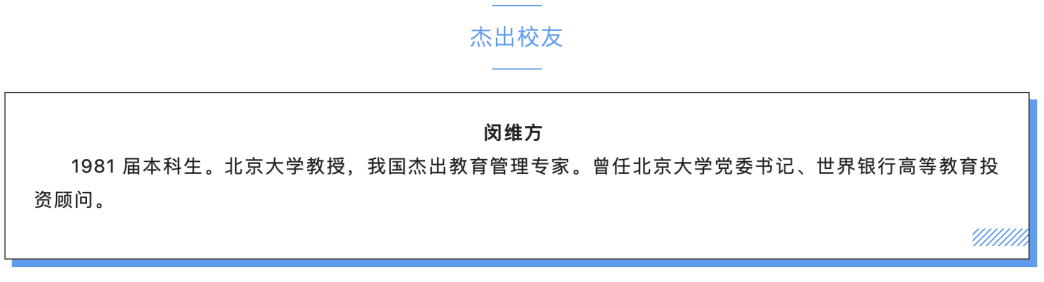 杰出校友
闵维方
1981 届本科生。北京大学教授，我国杰出教育管理专家。曾任北京大学党委书记、世界银行高等教育投
资顾问。